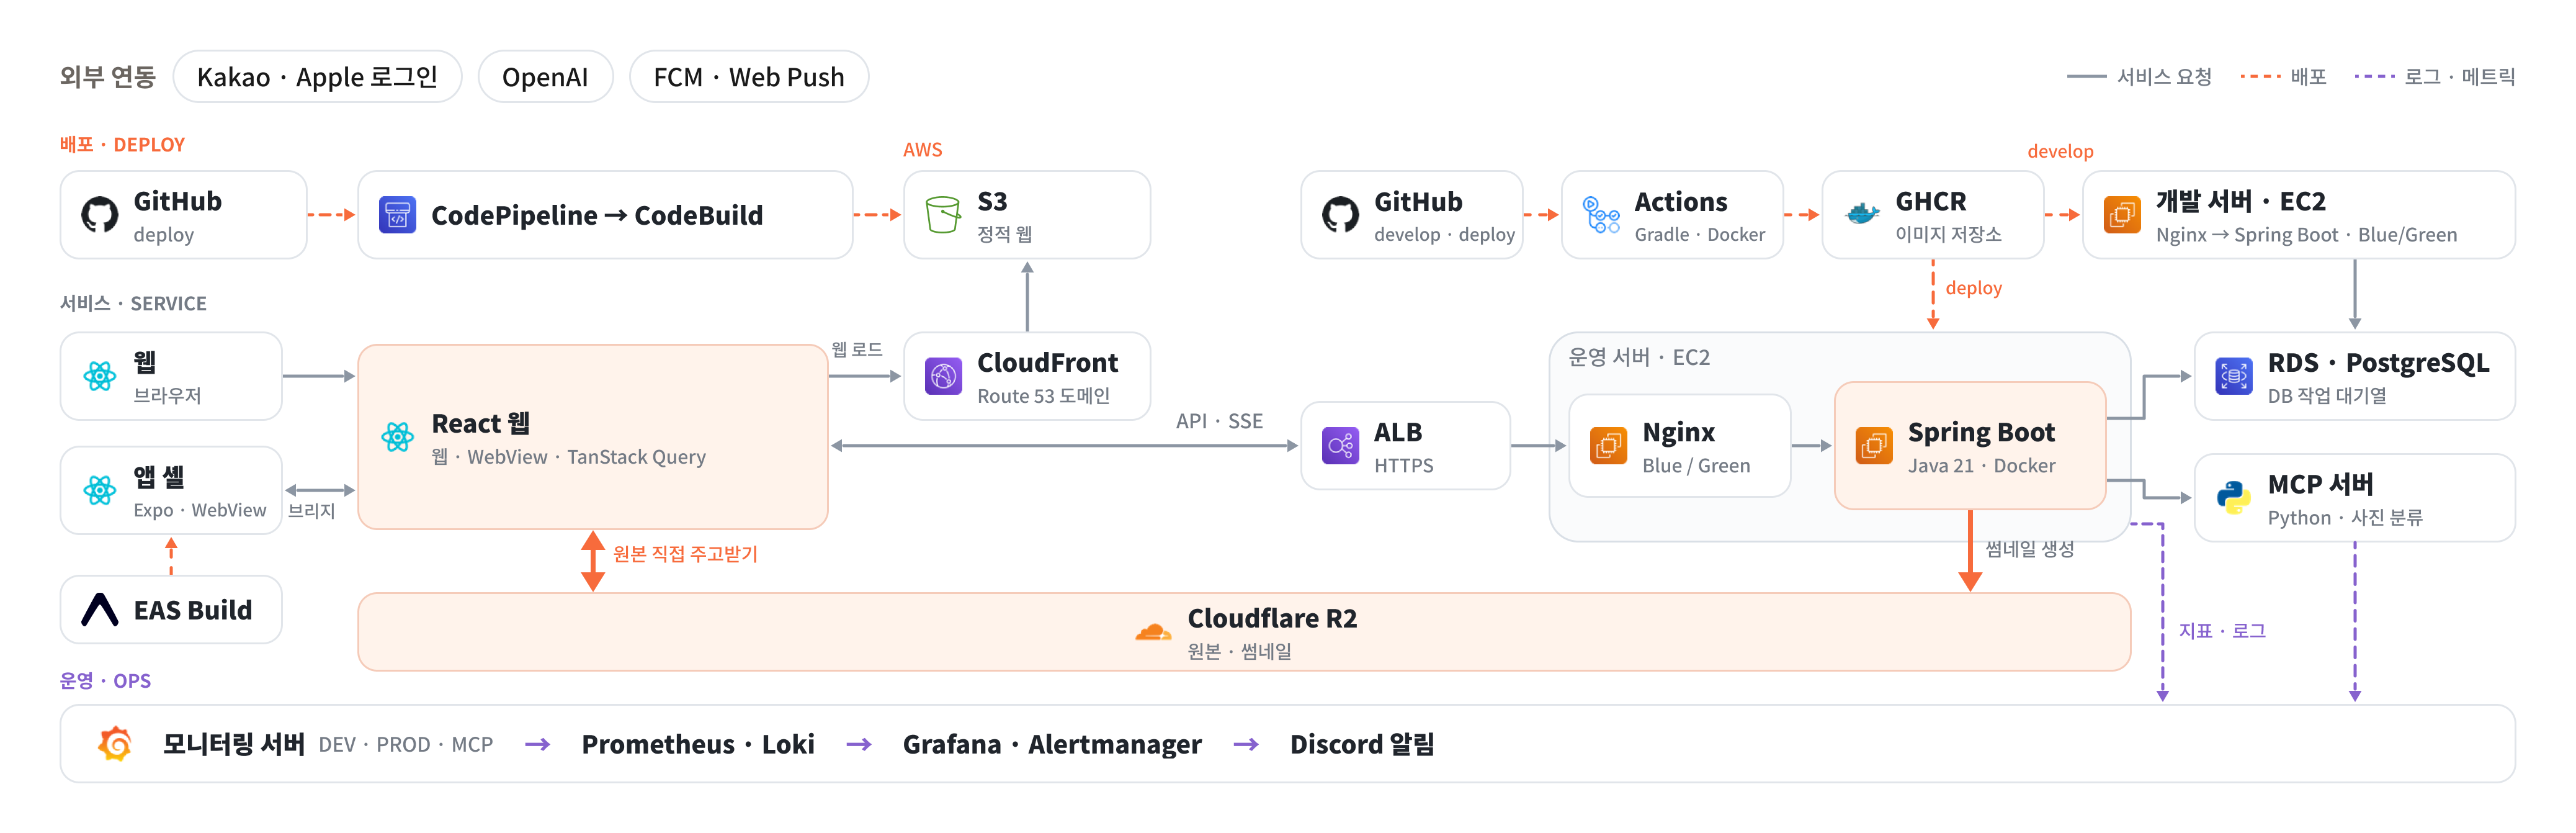 외부 연동
Kakao · Apple 로그인
OpenAI
FCM · Web Push
서비스 요청
배포
로그 · 메트릭
배포 · DEPLOY
AWS
develop
GitHub
deploy
CodePipeline → CodeBuild
S3
정적 웹
GitHub
develop · deploy
Actions
Gradle · Docker
GHCR
이미지 저장소
개발 서버 · EC2
Nginx → Spring Boot · Blue/Green
deploy
서비스 · SERVICE
웹
브라우저
앱 셸
Expo · WebView
브리지
React 웹
웹 · WebView · TanStack Query
웹 로드
CloudFront
Route 53 도메인
API · SSE
ALB
HTTPS
운영 서버 · EC2
Nginx
Blue / Green
Spring Boot
Java 21 · Docker
RDS · PostgreSQL
DB 작업 대기열
MCP 서버
Python · 사진 분류
EAS Build
원본 직접 주고받기
썸네일 생성
Cloudflare R2
원본 · 썸네일
지표 · 로그
운영 · OPS
모니터링 서버 DEV · PROD · MCP → Prometheus · Loki → Grafana · Alertmanager → Discord 알림